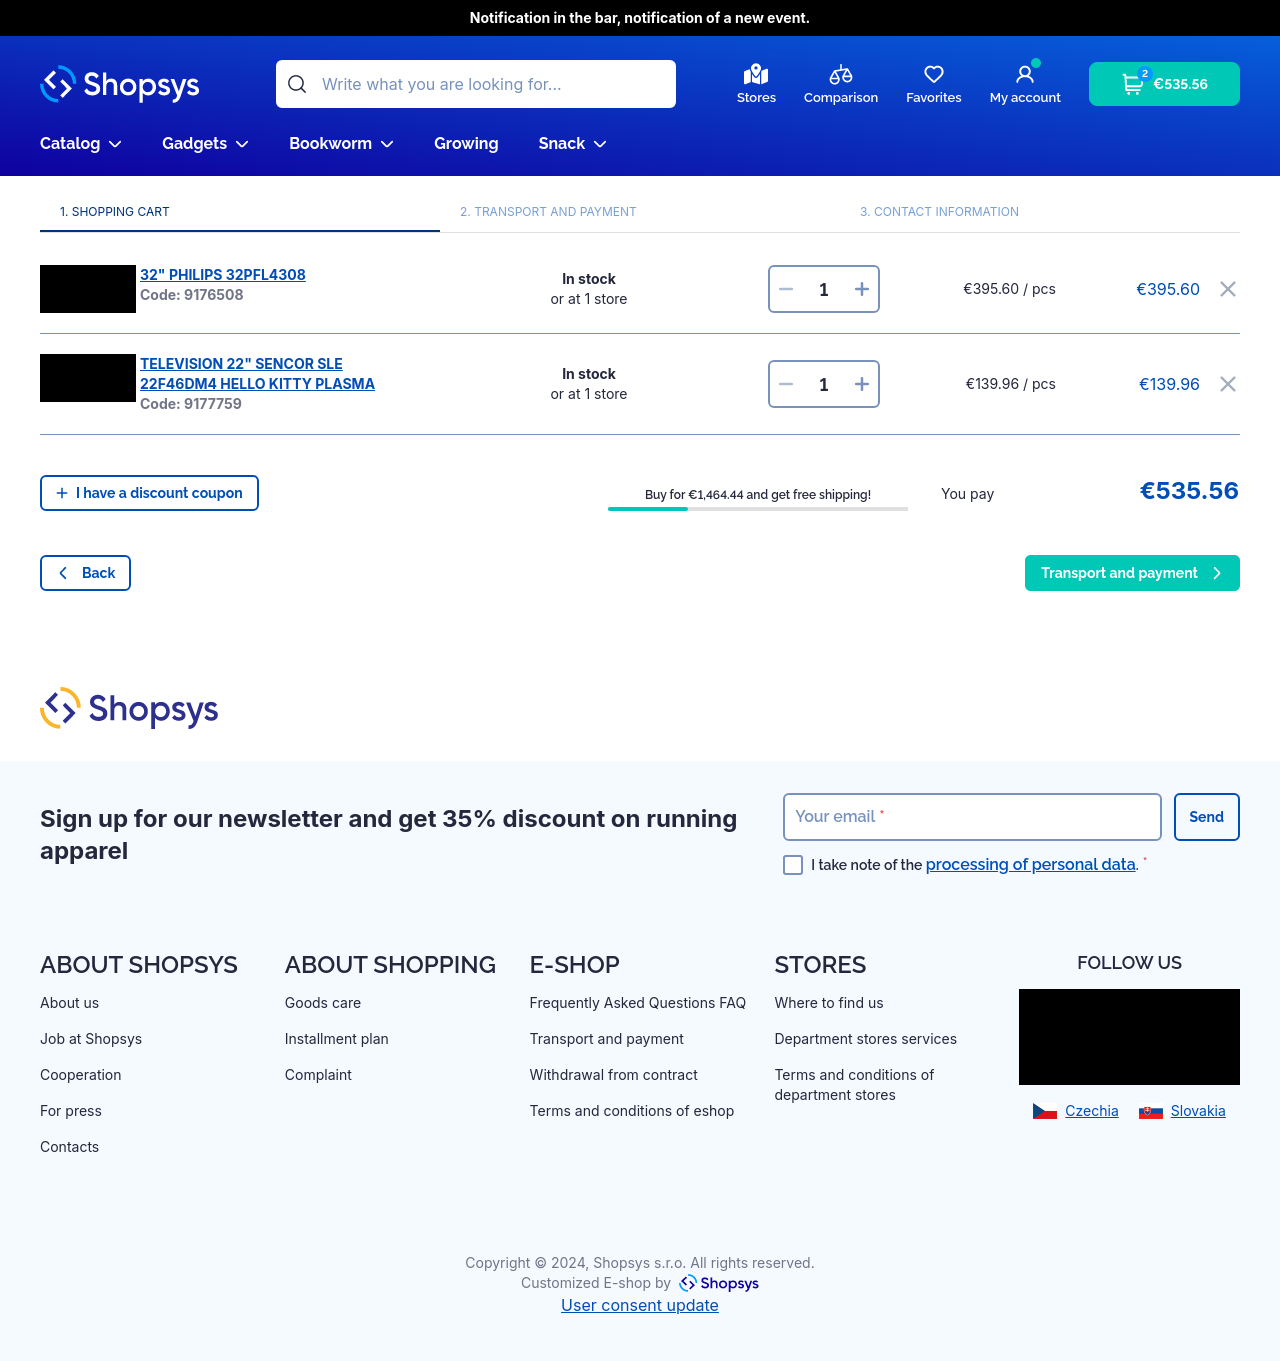 Notification in the bar, notification of a new event.
Shopsys
Write what you are looking for...
Stores
Comparison
Favorites
My account
2
€535.56
Catalog
Gadgets
Bookworm
Growing
Snack
1. SHOPPING CART
2. TRANSPORT AND PAYMENT
3. CONTACT INFORMATION
32" PHILIPS 32PFL4308
Code: 9176508
In stock
or at 1 store
1
€395.60 / pcs
€395.60
TELEVISION 22" SENCOR SLE
22F46DM4 HELLO KITTY PLASMA
Code: 9177759
In stock
or at 1 store
1
€139.96 / pcs
€139.96
I have a discount coupon
Buy for €1,464.44 and get free shipping!
You pay
€535.56
Back
Transport and payment
Shopsys
Sign up for our newsletter and get 35% discount on running
apparel
Your email *
Send
I take note of the processing of personal data. *
ABOUT SHOPSYS
About us
Job at Shopsys
Cooperation
For press
Contacts
ABOUT SHOPPING
Goods care
Installment plan
Complaint
E-SHOP
Frequently Asked Questions FAQ
Transport and payment
Withdrawal from contract
Terms and conditions of eshop
STORES
Where to find us
Department stores services
Terms and conditions of
department stores
FOLLOW US
Czechia
Slovakia
Copyright © 2024, Shopsys s.r.o. All rights reserved.
Customized E-shop by Shopsys
User consent update